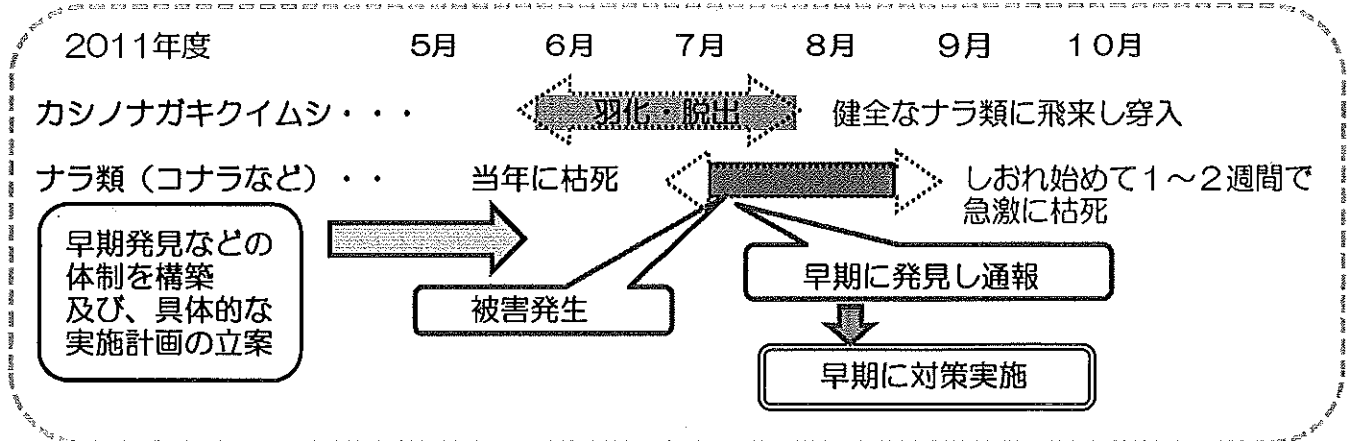 2011年度 5月 6月 7月 8月 9月 10月
カシノナガキクイムシ・・・ 羽化・脱出 健全なナラ類に飛来し穿入
ナラ類（コナラなど）・・ 当年に枯死 しおれ始めて1～2週間で
急激に枯死
早期発見などの
体制を構築
及び、具体的な
実施計画の立案
被害発生
早期に発見し通報
早期に対策実施